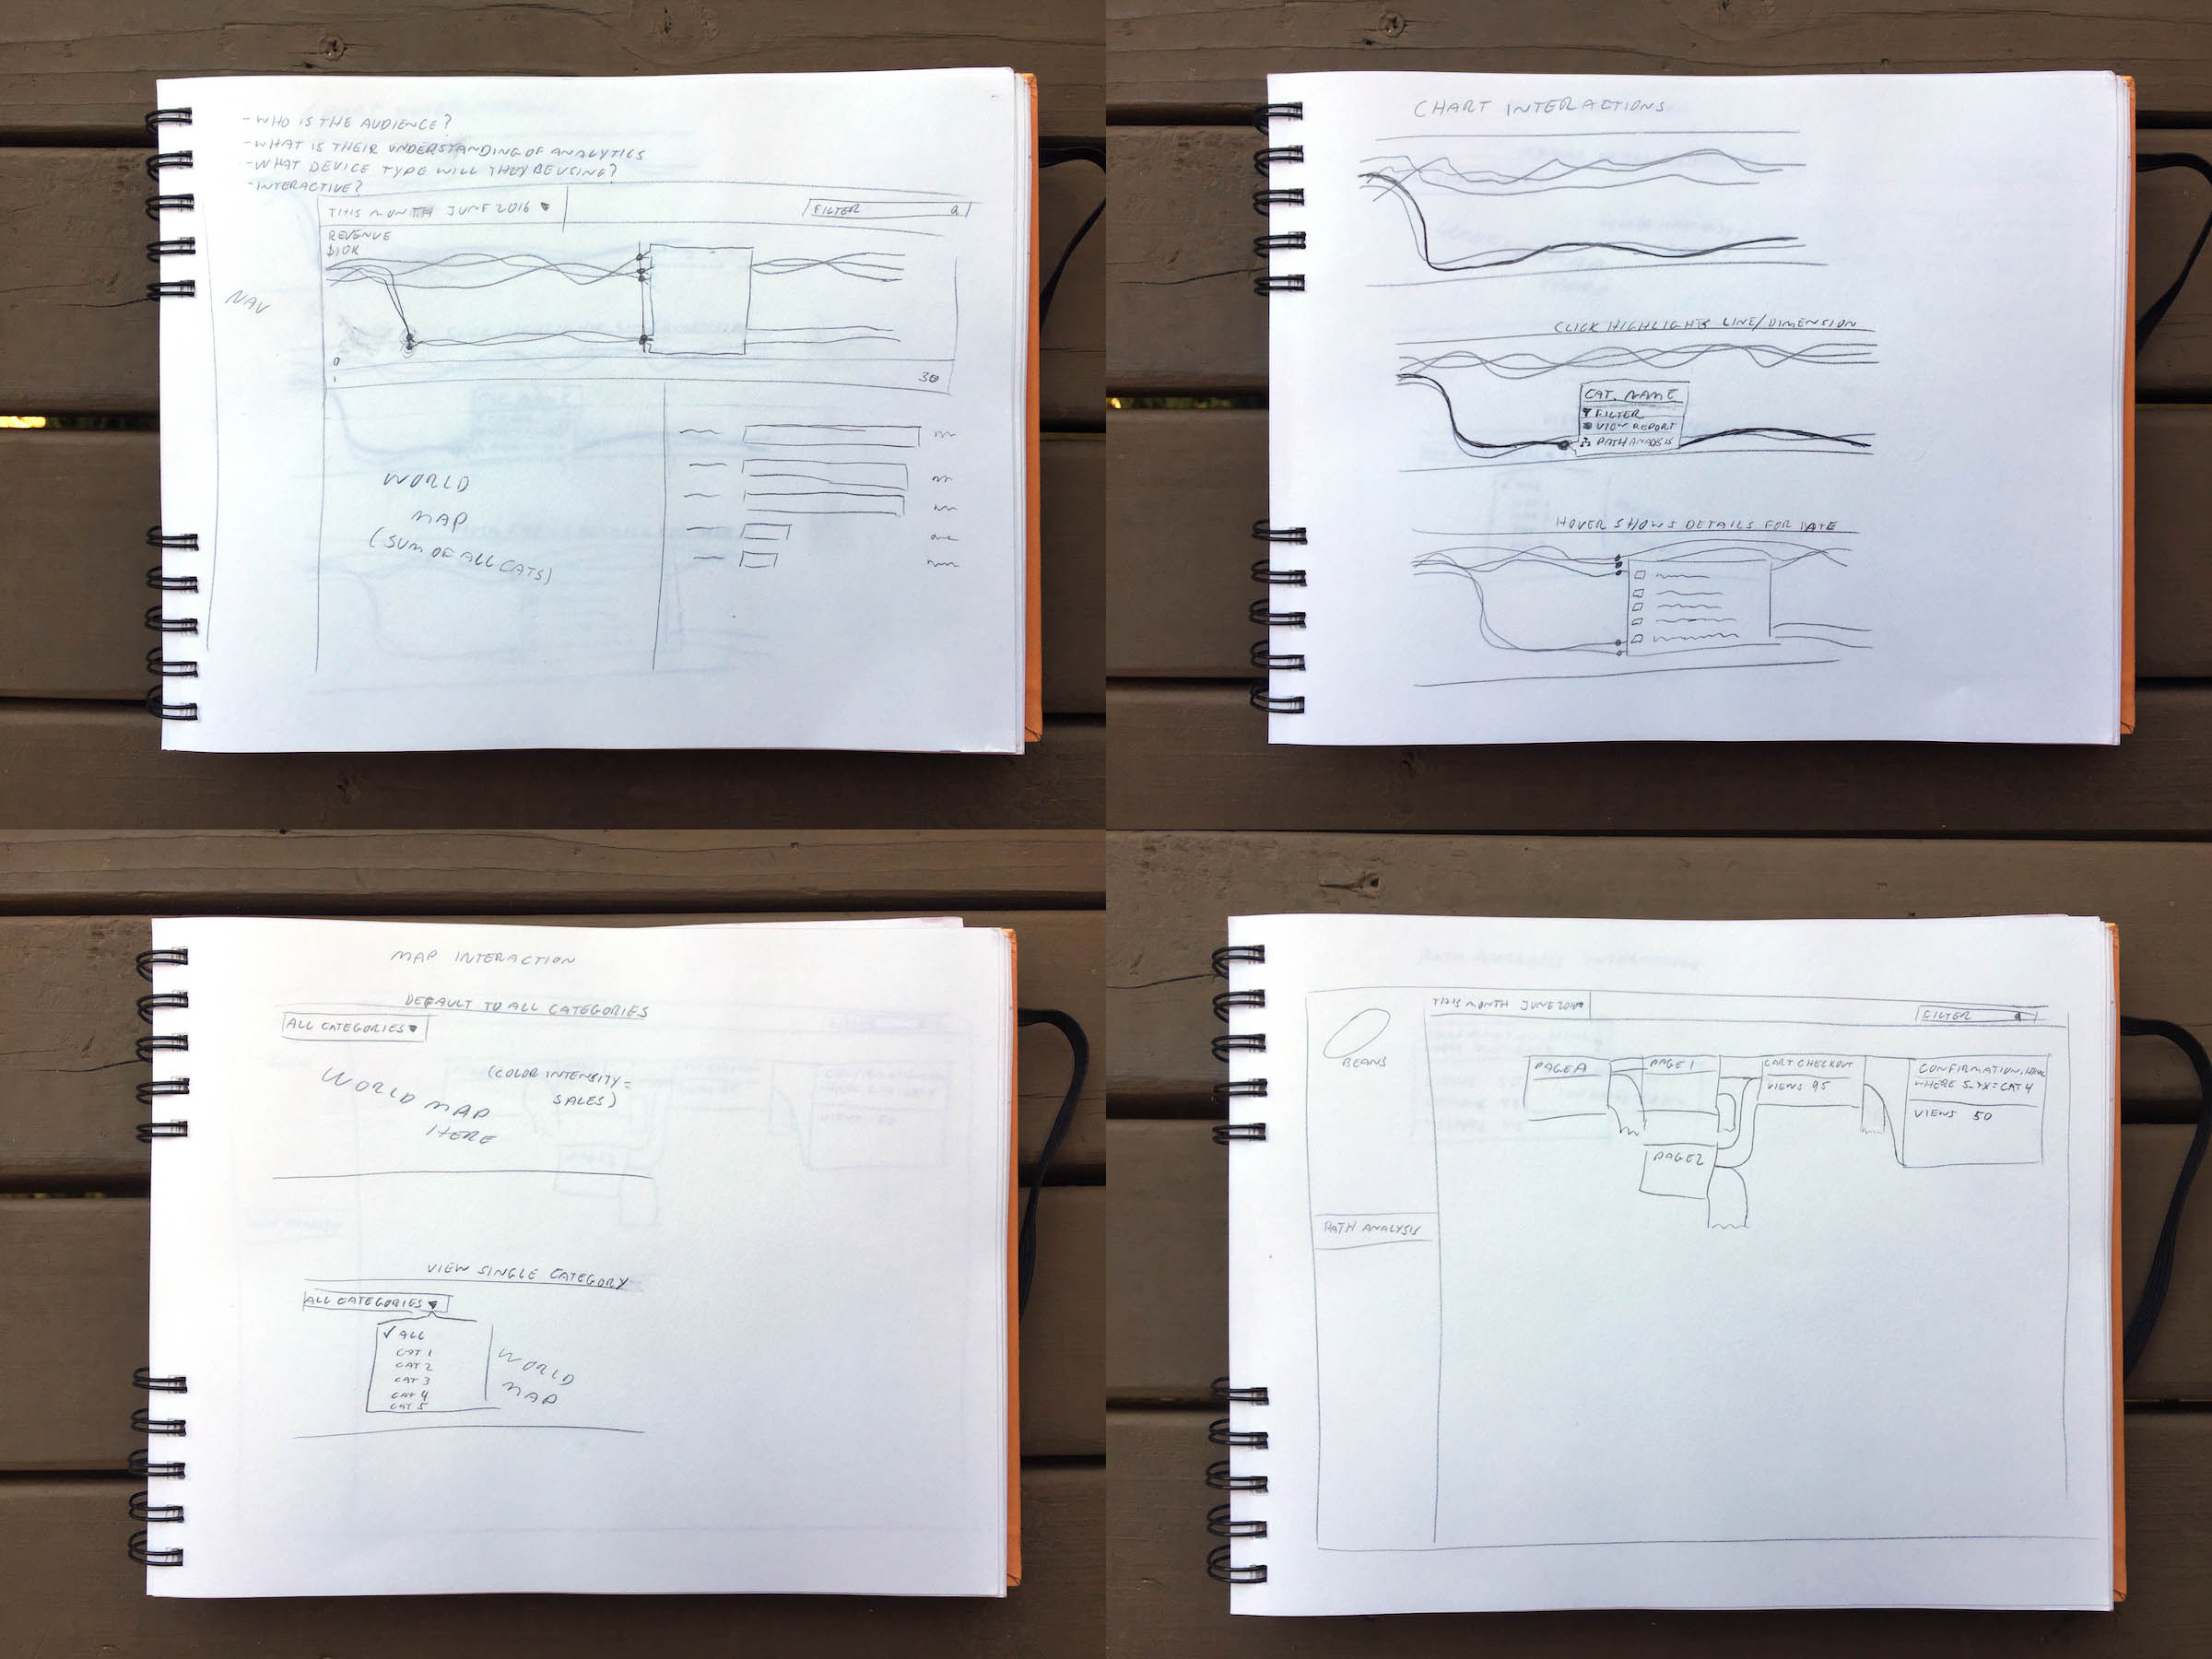 - WHO IS THE AUDIENCE?
- WHAT IS THEIR UNDERSTANDING OF ANALYTICS
- WHAT DEVICE TYPE WILL THEY BE USING?
- INTERACTIVE?
THIS MONTH JUNE 2016
FILTER
REVENUE
$10K
NAV
0
1
30
WORLD
MAP
(SUM OF ALL CATS)
CHART INTERACTIONS
CLICK HIGHLIGHTS LINE/DIMENSION
CAT. NAME
FILTER
VIEW REPORT
PATH ANALYSIS
HOVER SHOWS DETAILS FOR DATE
MAP INTERACTION
DEFAULT TO ALL CATEGORIES
ALL CATEGORIES
WORLD MAP
HERE
(COLOR INTENSITY =
SALES)
VIEW SINGLE CATEGORY
ALL CATEGORIES
✓ ALL
CAT 1
CAT 2
CAT 3
CAT 4
CAT 5
WORLD
MAP
BEANS
THIS MONTH JUNE 2016
FILTER
PAGE A
PAGE 1
CART CHECKOUT
VIEWS 95
CONFIRMATION.
WHERE = CAT 4
VIEWS 50
PAGE 2
PATH ANALYSIS